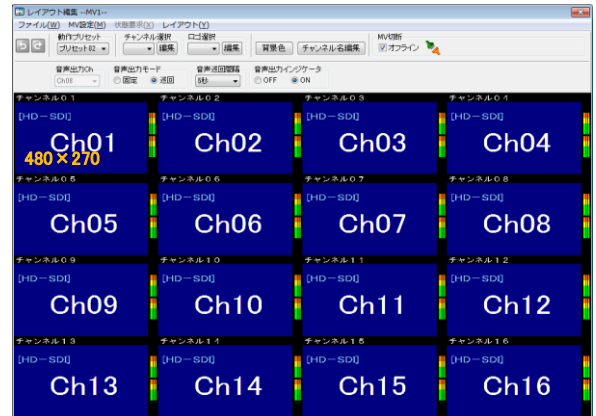 レイアウト編集 --MV1--
ファイル(W) MV設定(M) 状態要求(X) レイアウト(Y)
動作プリセット チャンネル選択 ロゴ選択 MV切断
プリセット02 編集 編集 背景色 チャンネル名編集 オフライン
音声出力Ch 音声出力モード 音声巡回間隔 音声出力インジケータ
Ch08 固定 巡回 5秒 OFF ON
チャンネル01 チャンネル02 チャンネル03 チャンネル04
[HD-SDI] [HD-SDI] [HD-SDI] [HD-SDI]
Ch01 Ch02 Ch03 Ch04
480×270
チャンネル05 チャンネル06 チャンネル07 チャンネル08
[HD-SDI] [HD-SDI] [HD-SDI] [HD-SDI]
Ch05 Ch06 Ch07 Ch08
チャンネル09 チャンネル10 チャンネル11 チャンネル12
[HD-SDI] [HD-SDI] [HD-SDI] [HD-SDI]
Ch09 Ch10 Ch11 Ch12
チャンネル13 チャンネル14 チャンネル15 チャンネル16
[HD-SDI] [HD-SDI] [HD-SDI] [HD-SDI]
Ch13 Ch14 Ch15 Ch16